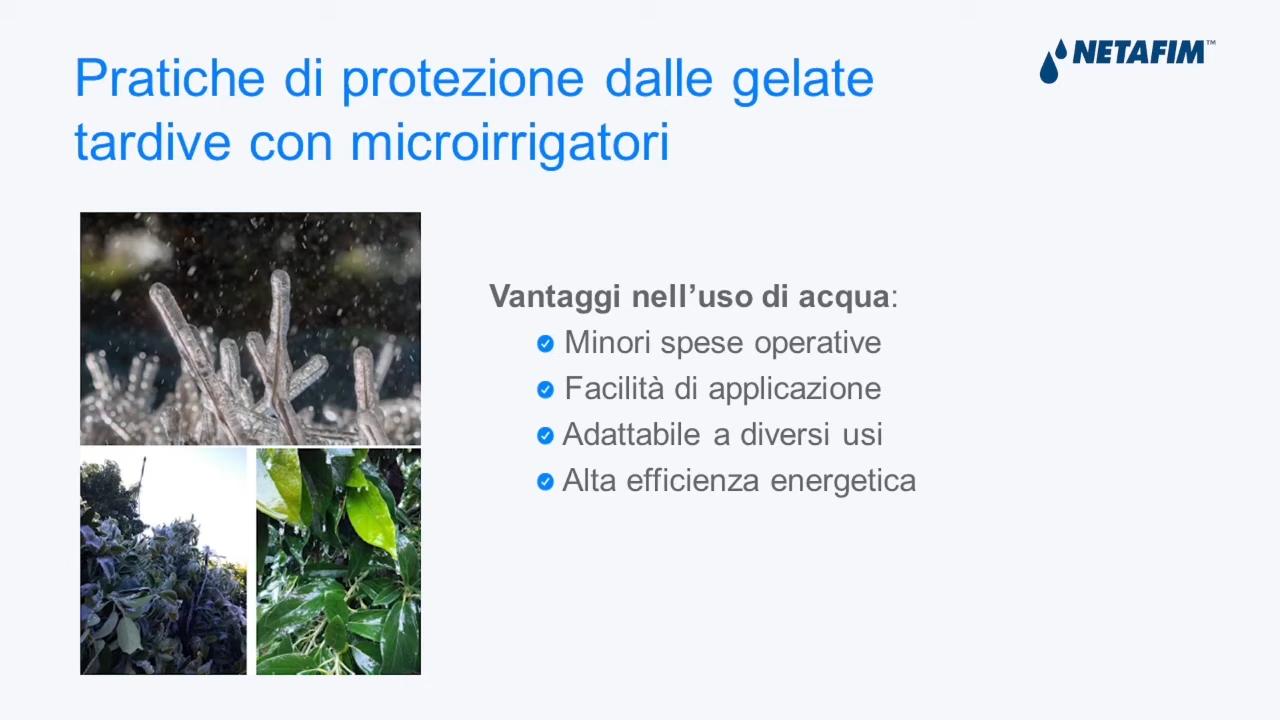 Pratiche di protezione dalle gelate
tardive con microirrigatori
NETAFIM™
Vantaggi nell’uso di acqua:
Minori spese operative
Facilità di applicazione
Adattabile a diversi usi
Alta efficienza energetica